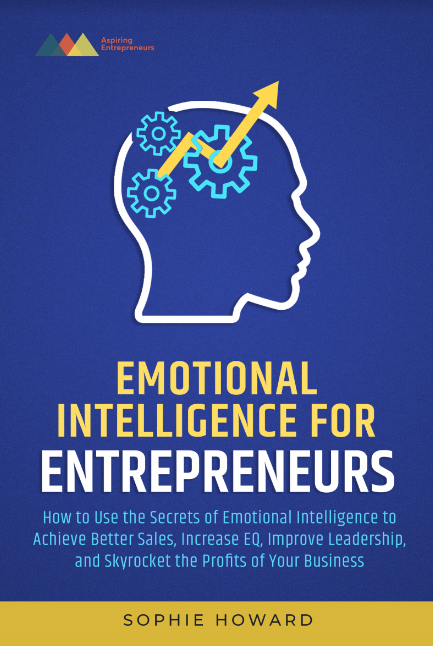 Aspiring
Entrepreneurs
EMOTIONAL
INTELLIGENCE FOR
ENTREPRENEURS
How to Use the Secrets of Emotional Intelligence to
Achieve Better Sales, Increase EQ, Improve Leadership,
and Skyrocket the Profits of Your Business
SOPHIE HOWARD